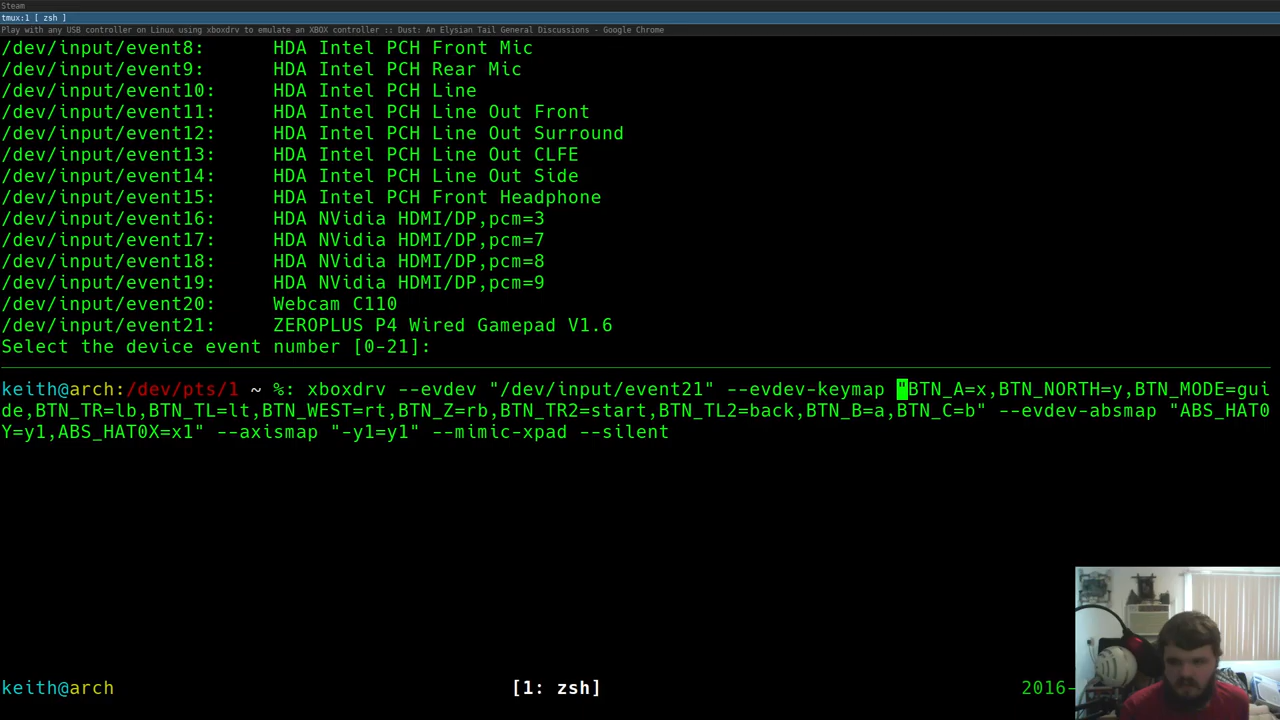 Steam
tmux:1 [ zsh ]
Play with any USB controller on Linux using xboxdrv to emulate an XBOX controller :: Dust: An Elysian Tail General Discussions - Google Chrome
/dev/input/event8: HDA Intel PCH Front Mic
/dev/input/event9: HDA Intel PCH Rear Mic
/dev/input/event10: HDA Intel PCH Line
/dev/input/event11: HDA Intel PCH Line Out Front
/dev/input/event12: HDA Intel PCH Line Out Surround
/dev/input/event13: HDA Intel PCH Line Out CLFE
/dev/input/event14: HDA Intel PCH Line Out Side
/dev/input/event15: HDA Intel PCH Front Headphone
/dev/input/event16: HDA NVidia HDMI/DP,pcm=3
/dev/input/event17: HDA NVidia HDMI/DP,pcm=7
/dev/input/event18: HDA NVidia HDMI/DP,pcm=8
/dev/input/event19: HDA NVidia HDMI/DP,pcm=9
/dev/input/event20: Webcam C110
/dev/input/event21: ZEROPLUS P4 Wired Gamepad V1.6
Select the device event number [0-21]:
keith@arch:/dev/pts/1 ~ %: xboxdrv --evdev "/dev/input/event21" --evdev-keymap "BTN_A=x,BTN_NORTH=y,BTN_MODE=gui
de,BTN_TR=lb,BTN_TL=lt,BTN_WEST=rt,BTN_Z=rb,BTN_TR2=start,BTN_TL2=back,BTN_B=a,BTN_C=b" --evdev-absmap "ABS_HAT0
Y=y1,ABS_HAT0X=x1" --axismap "-y1=y1" --mimic-xpad --silent
keith@arch [1: zsh] 2016-